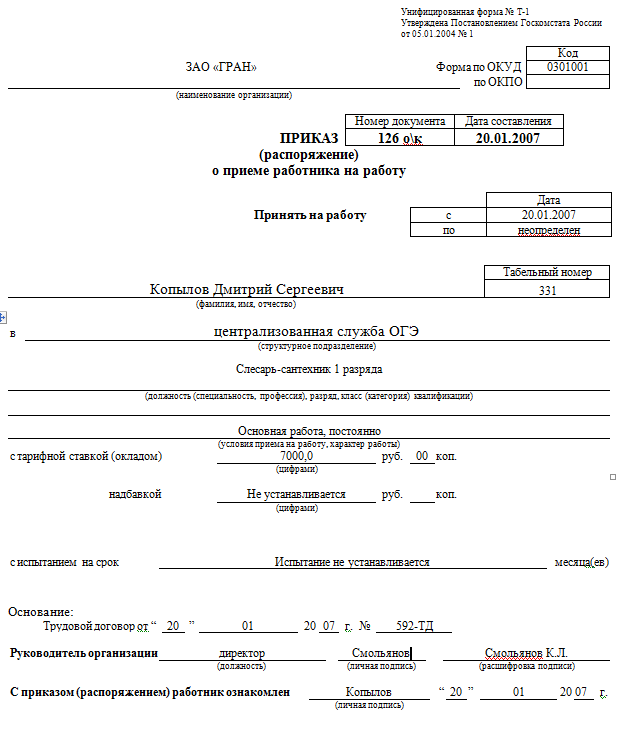 Унифицированная форма № Т-1
Утверждена Постановлением Госкомстата России
от 05.01.2004 № 1
Код
ЗАО «ГРАН» Форма по ОКУД 0301001
по ОКПО
(наименование организации)
Номер документа Дата составления
ПРИКАЗ 126 о\к 20.01.2007
(распоряжение)
о приеме работника на работу
Дата
Принять на работу с 20.01.2007
по неопределен
Табельный номер
Копылов Дмитрий Сергеевич 331
(фамилия, имя, отчество)
в централизованная служба ОГЭ
(структурное подразделение)
Слесарь-сантехник 1 разряда
(должность (специальность, профессия), разряд, класс (категория) квалификации)
Основная работа, постоянно
(условия приема на работу, характер работы)
с тарифной ставкой (окладом) 7000,0 руб. 00 коп.
(цифрами)
надбавкой Не устанавливается руб. коп.
(цифрами)
с испытанием на срок Испытание не устанавливается месяца(ев)
Основание:
Трудовой договор от “ 20 ” 01 20 07 г. № 592-ТД
Руководитель организации директор Смольянов Смольянов К.Л.
(должность) (личная подпись) (расшифровка подписи)
С приказом (распоряжением) работник ознакомлен Копылов “ 20 ” 01 20 07 г.
(личная подпись)